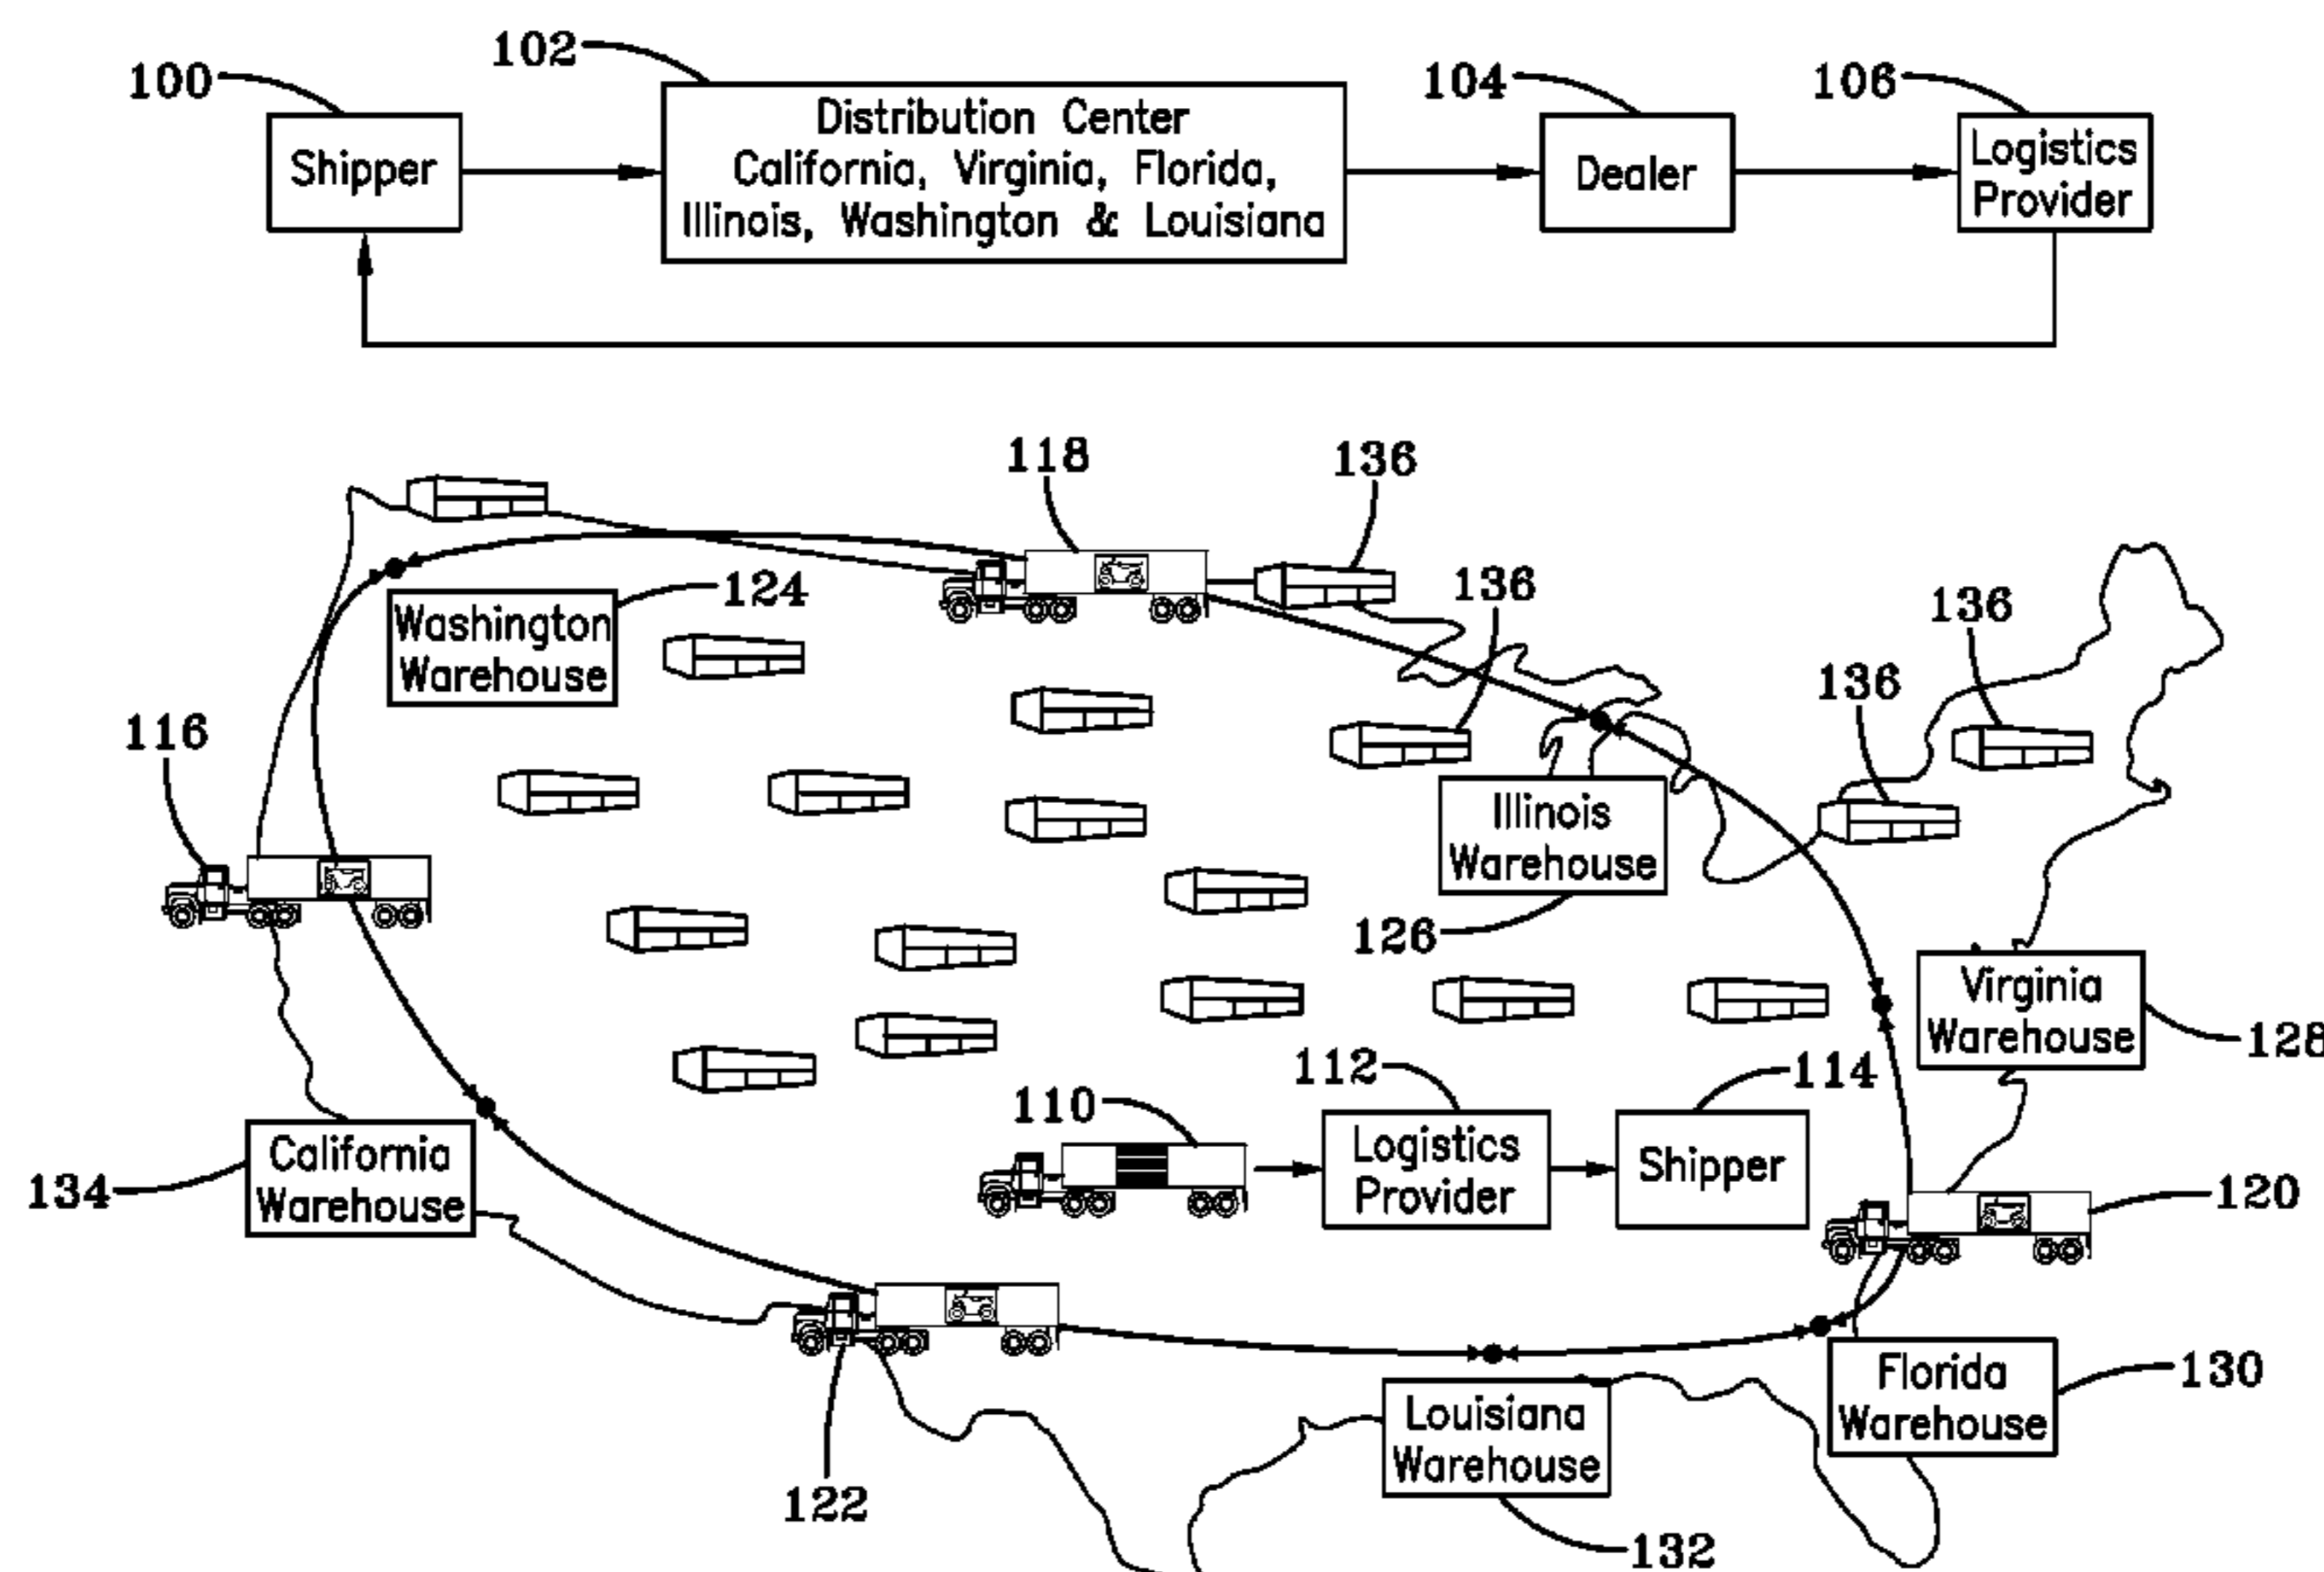 102
100
104
106
Distribution Center
California, Virginia, Florida,
Illinois, Washington & Louisiana
Shipper
Dealer
Logistics
Provider
118
136
136
124
136
136
Washington
Warehouse
116
Illinois
Warehouse
126
Virginia
Warehouse
128
112
114
110
California
Warehouse
134
Logistics
Provider
Shipper
120
Florida
Warehouse
130
Louisiana
Warehouse
122
132